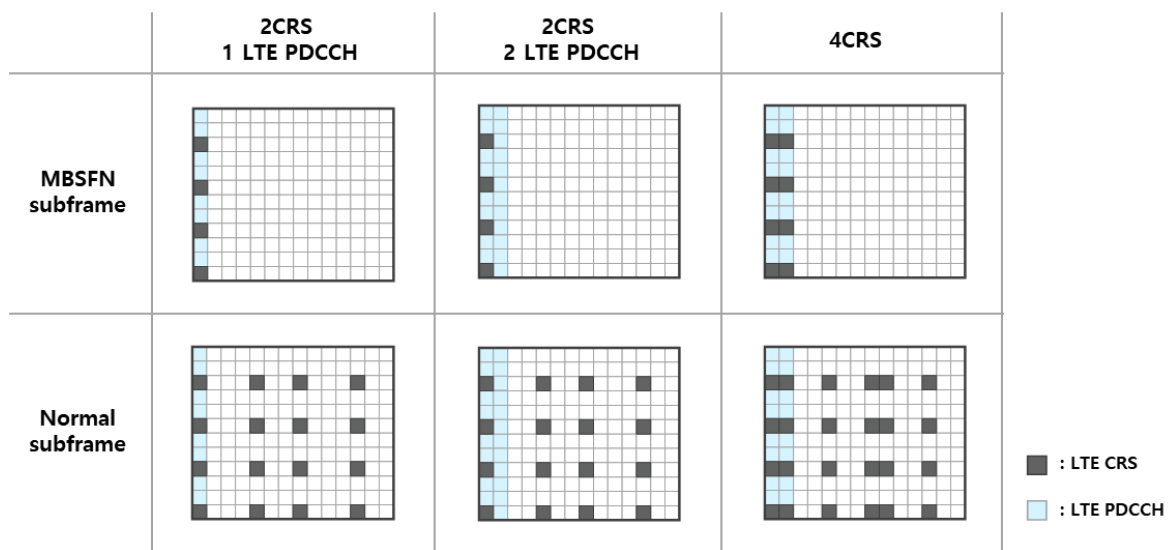 2CRS
1 LTE PDCCH
2CRS
2 LTE PDCCH
4CRS
MBSFN
subframe
Normal
subframe
: LTE CRS
: LTE PDCCH